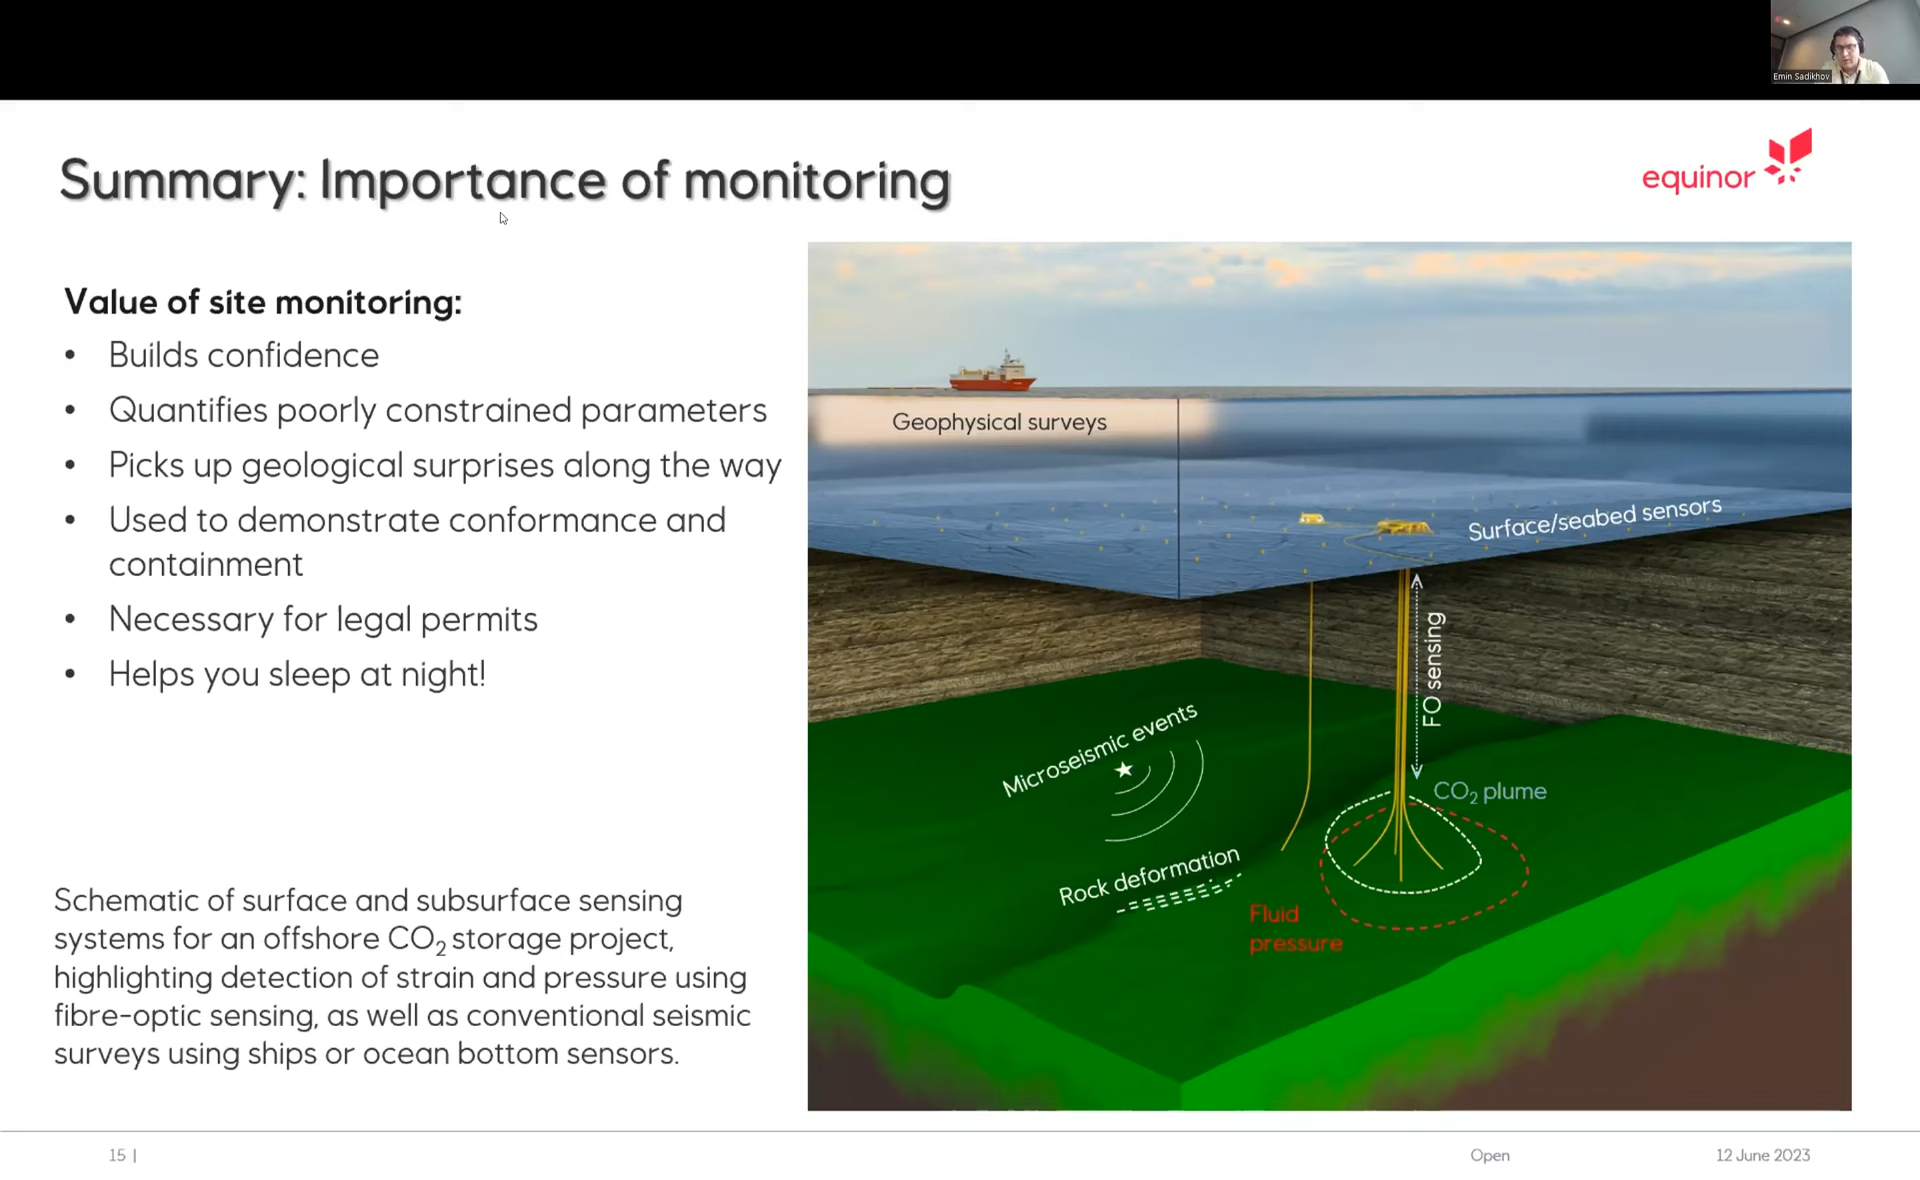 Emin Sadikhov
Summary: Importance of monitoring
equinor
Value of site monitoring:
• Builds confidence
• Quantifies poorly constrained parameters
• Picks up geological surprises along the way
• Used to demonstrate conformance and
containment
• Necessary for legal permits
• Helps you sleep at night!
Schematic of surface and subsurface sensing
systems for an offshore CO₂ storage project,
highlighting detection of strain and pressure using
fibre-optic sensing, as well as conventional seismic
surveys using ships or ocean bottom sensors.
Geophysical surveys
Surface/seabed sensors
FO sensing
Microseismic events
CO₂ plume
Rock deformation
Fluid
pressure
15 |
Open
12 June 2023